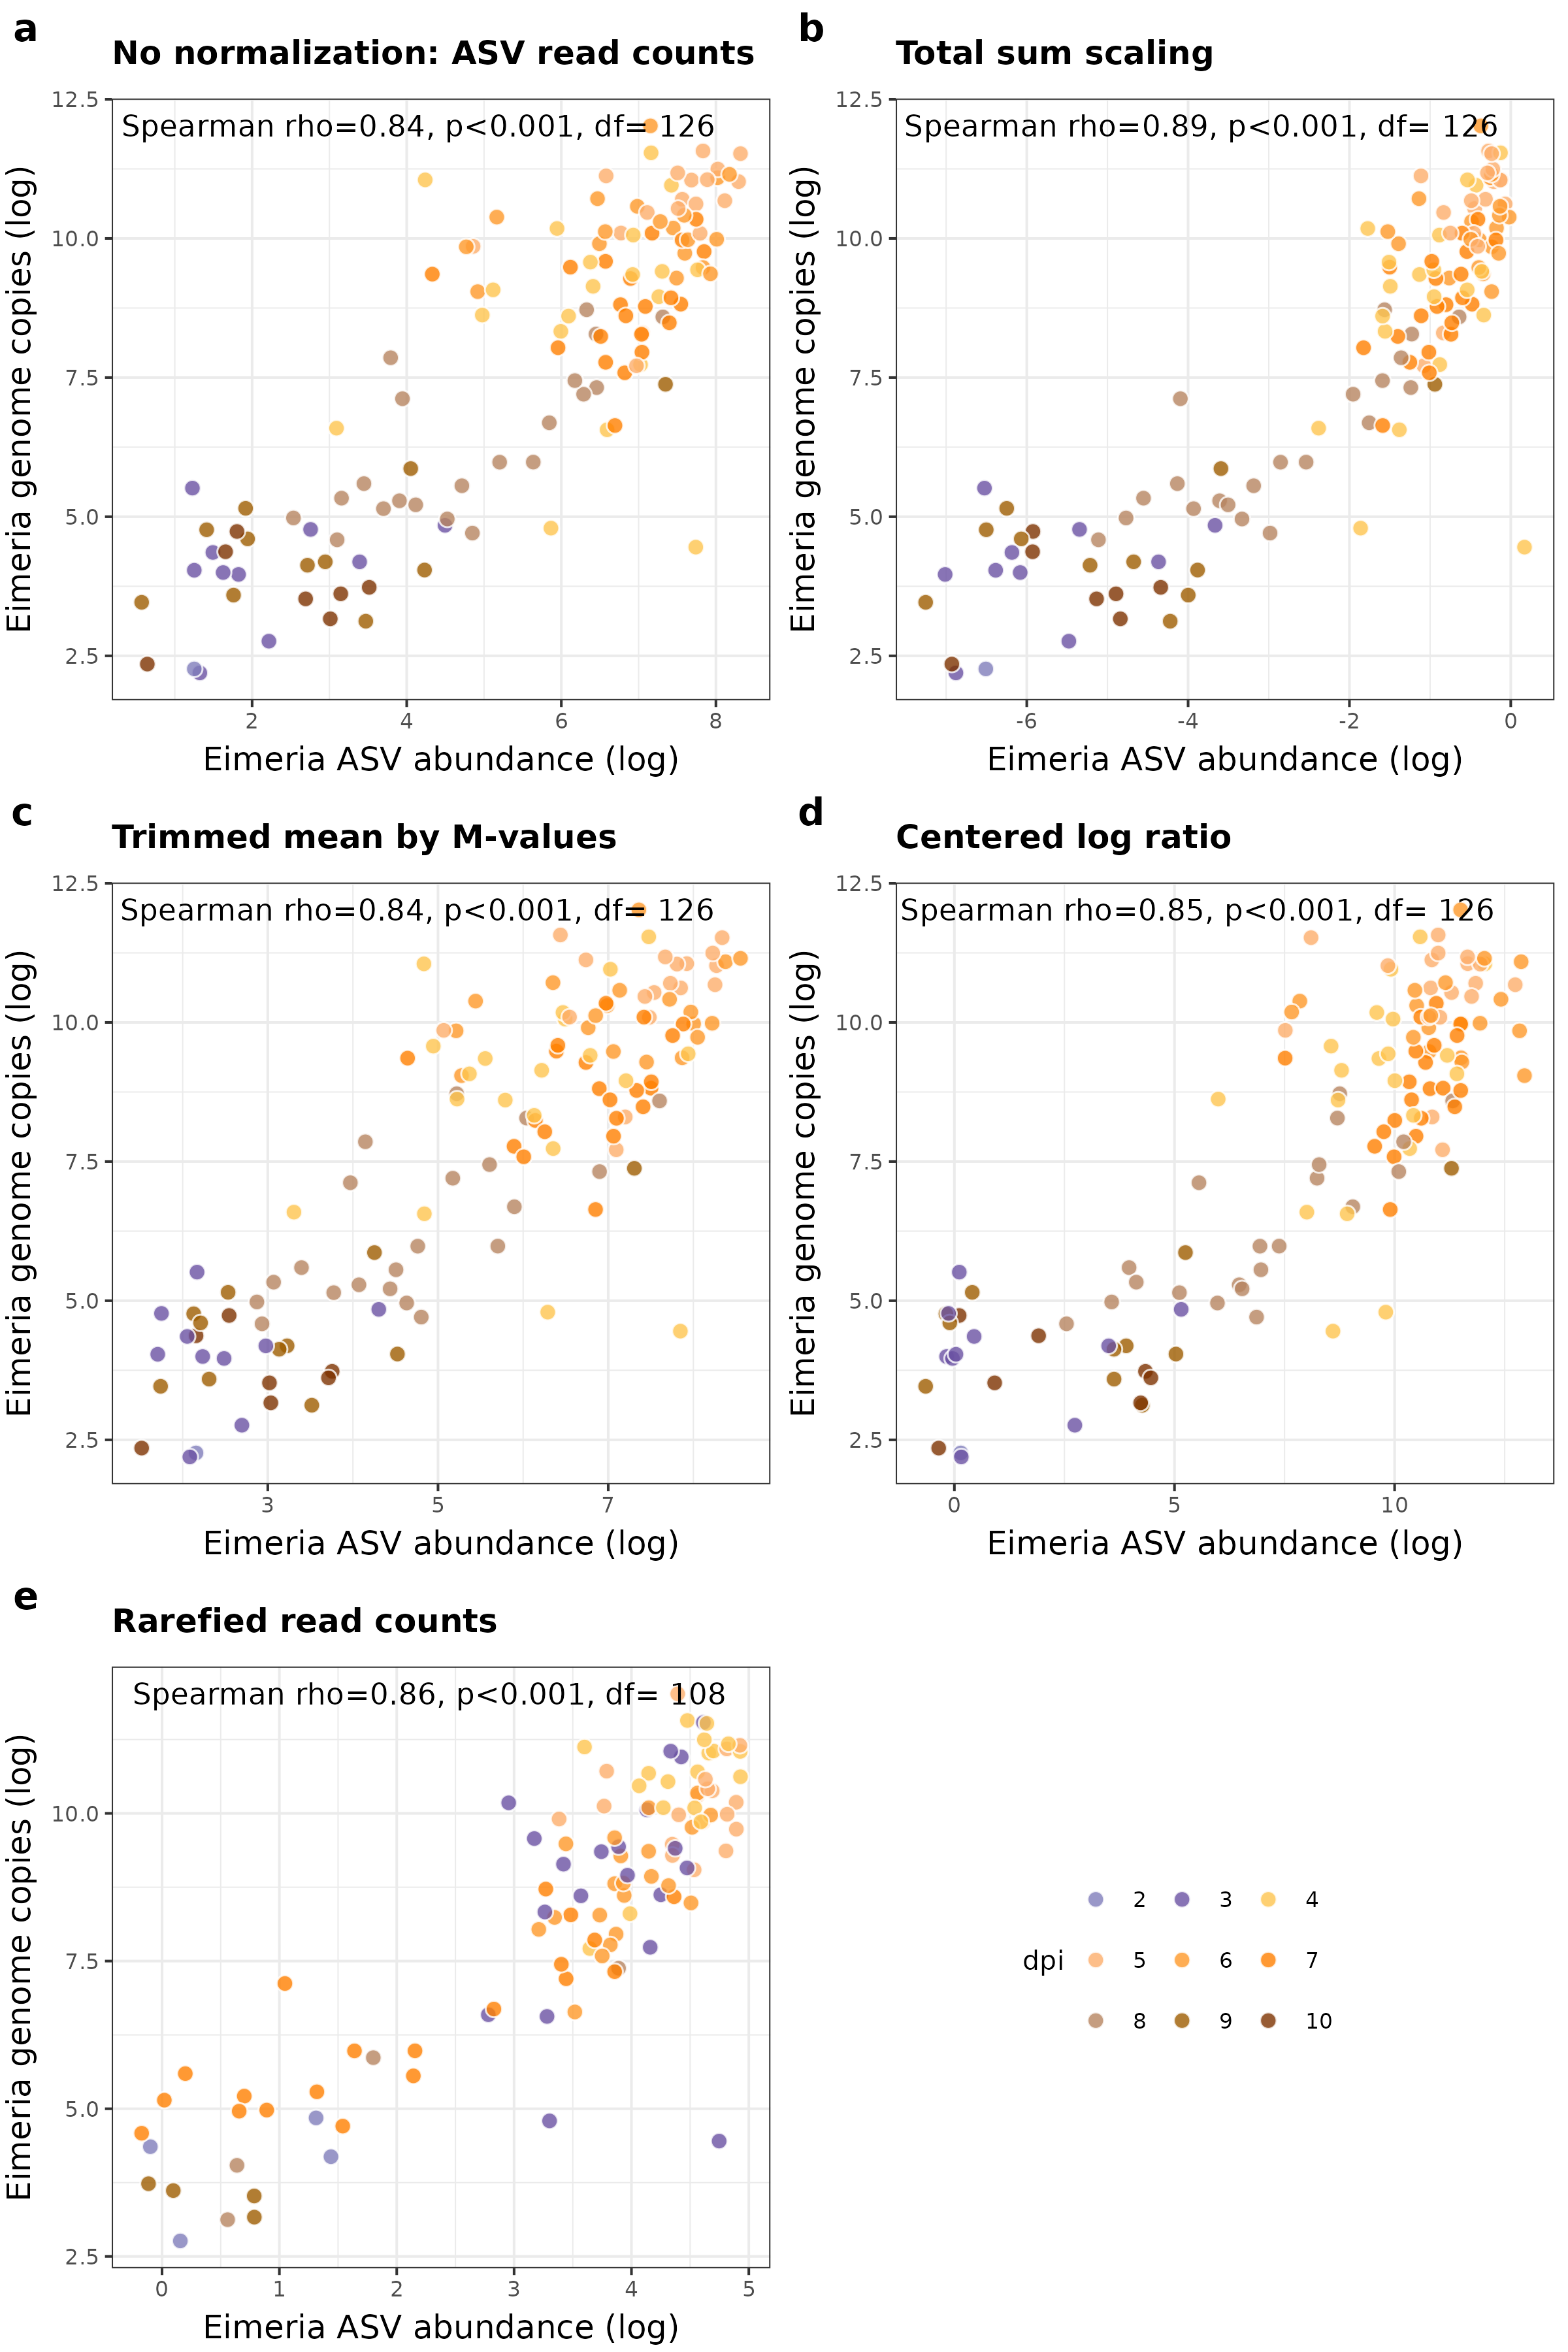 a
No normalization: ASV read counts
Spearman rho=0.84, p<0.001, df= 126
12.5
10.0
7.5
5.0
2.5
Eimeria genome copies (log)
2 4 6 8
Eimeria ASV abundance (log)
b
Total sum scaling
Spearman rho=0.89, p<0.001, df= 126
12.5
10.0
7.5
5.0
2.5
Eimeria genome copies (log)
-6 -4 -2 0
Eimeria ASV abundance (log)
c
Trimmed mean by M-values
Spearman rho=0.84, p<0.001, df= 126
12.5
10.0
7.5
5.0
2.5
Eimeria genome copies (log)
3 5 7
Eimeria ASV abundance (log)
d
Centered log ratio
Spearman rho=0.85, p<0.001, df= 126
12.5
10.0
7.5
5.0
2.5
Eimeria genome copies (log)
0 5 10
Eimeria ASV abundance (log)
e
Rarefied read counts
Spearman rho=0.86, p<0.001, df= 108
10.0
7.5
5.0
2.5
Eimeria genome copies (log)
0 1 2 3 4 5
Eimeria ASV abundance (log)
dpi
2 3 4
5 6 7
8 9 10